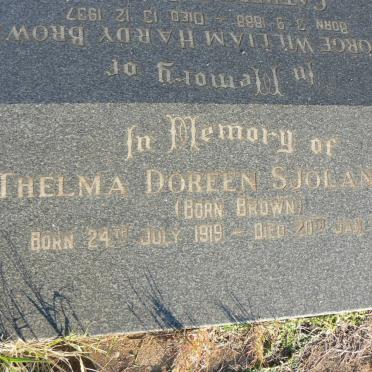 In Memory of
THELMA DOREEN SJOLAN
(BORN BROWN)
BORN 24TH JULY 1919 – DIED 20TH JAN
In Memory of
ORGE WILLIAM HARDY BROW
BORN 3. 9. 1888 – DIED 13. 12. 1937